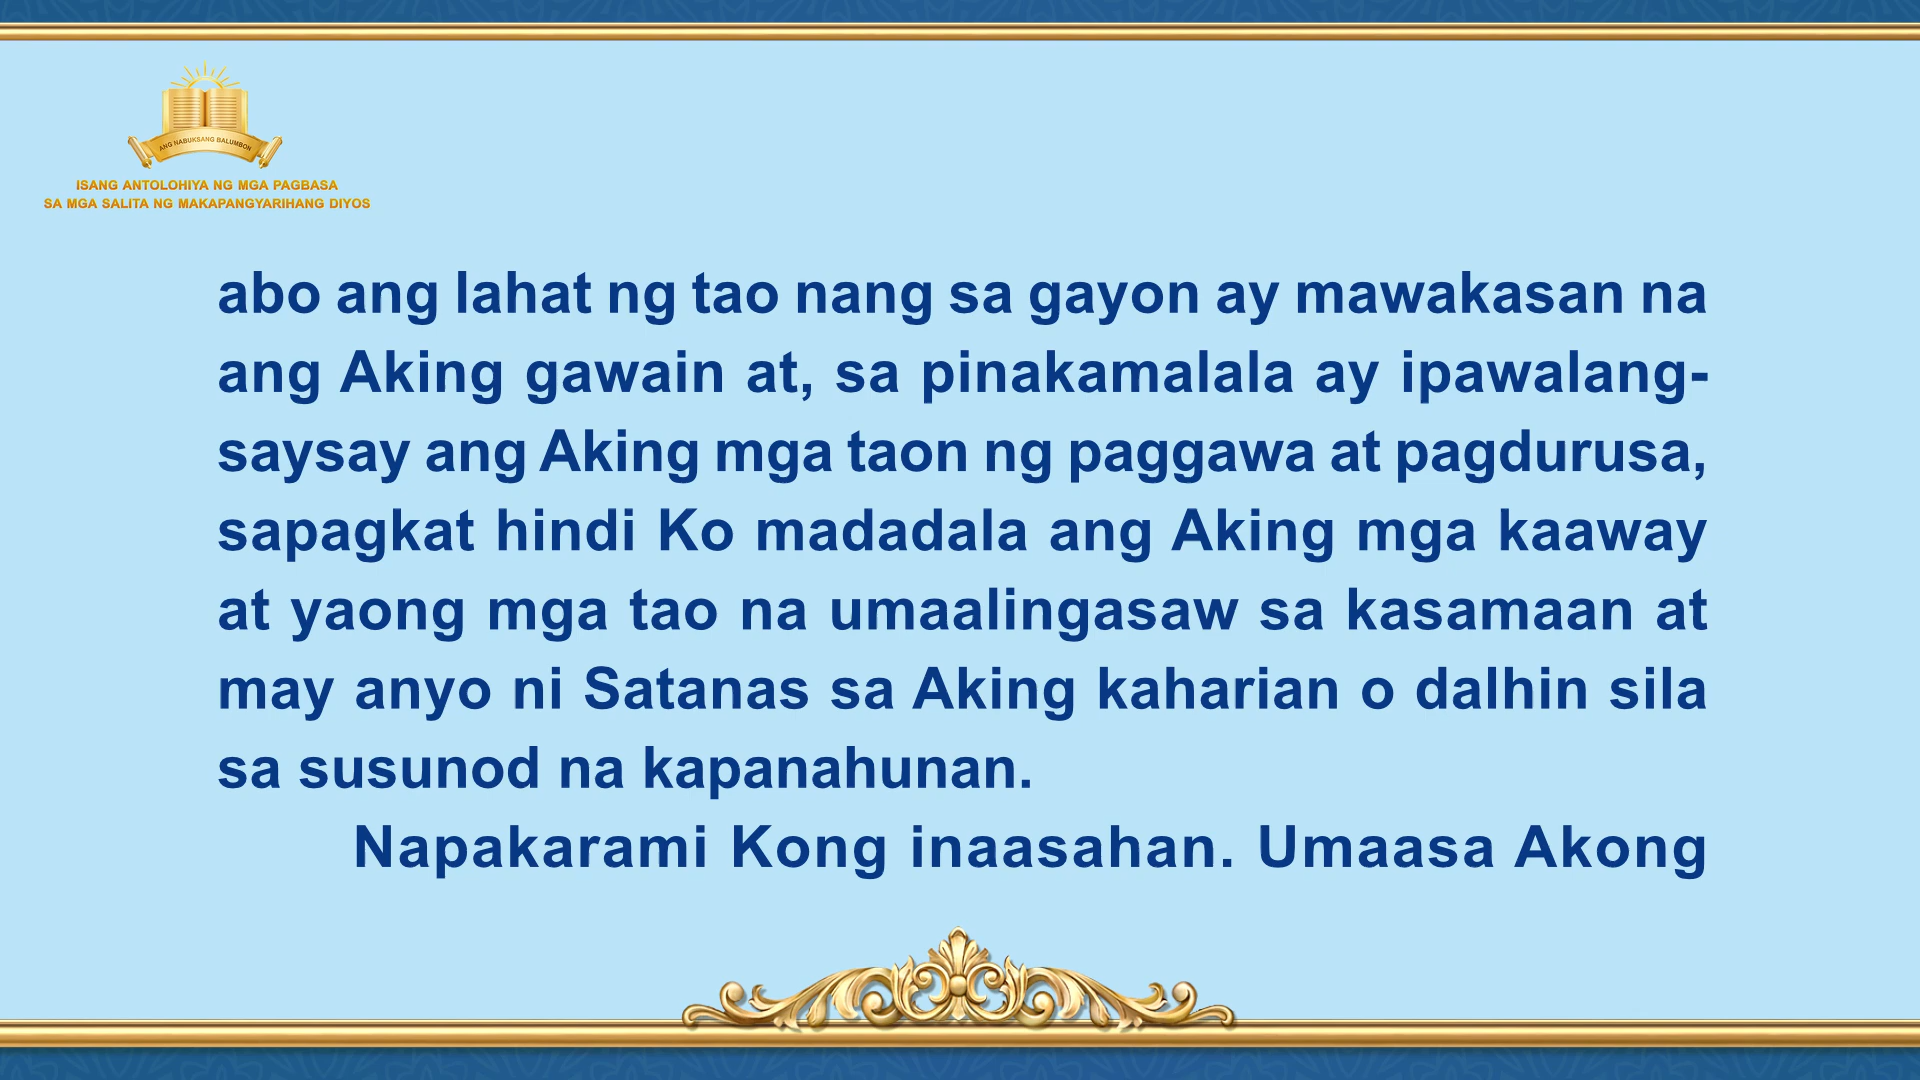 ANG NABUKSANG BALUMBON
ISANG ANTOLOHIYA NG MGA PAGBASA
SA MGA SALITA NG MAKAPANGYARIHANG DIYOS
abo ang lahat ng tao nang sa gayon ay mawakasan na
ang Aking gawain at, sa pinakamalala ay ipawalang-
saysay ang Aking mga taon ng paggawa at pagdurusa,
sapagkat hindi Ko madadala ang Aking mga kaaway
at yaong mga tao na umaalingasaw sa kasamaan at
may anyo ni Satanas sa Aking kaharian o dalhin sila
sa susunod na kapanahunan.
Napakarami Kong inaasahan. Umaasa Akong